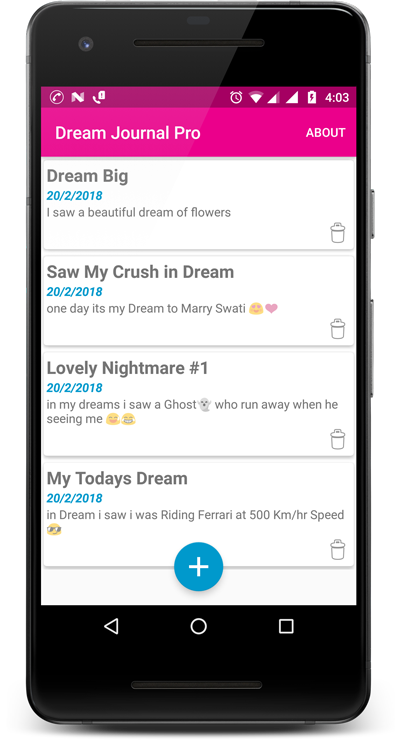 4:03
Dream Journal Pro
ABOUT
Dream Big
20/2/2018
I saw a beautiful dream of flowers
Saw My Crush in Dream
20/2/2018
one day its my Dream to Marry Swati 😊❤
Lovely Nightmare #1
20/2/2018
in my dreams i saw a Ghost👻 who run away when he
seeing me 😊😂
My Todays Dream
20/2/2018
in Dream i saw i was Riding Ferrari at 500 Km/hr Speed
😎
+